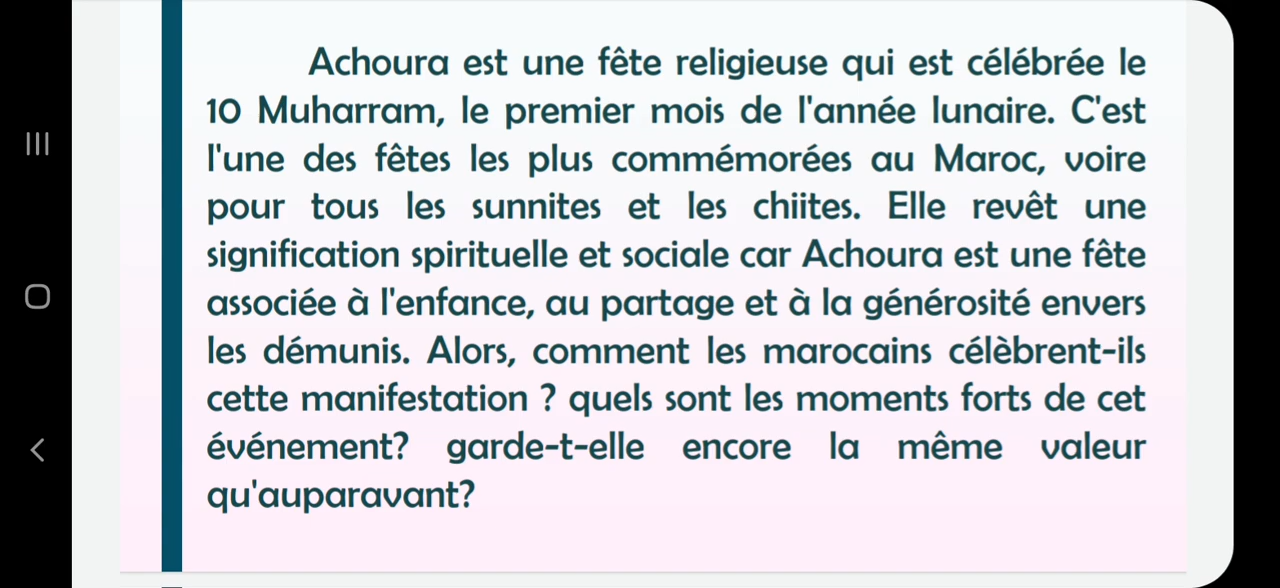 Achoura est une fête religieuse qui est célébrée le
10 Muharram, le premier mois de l'année lunaire. C'est
l'une des fêtes les plus commémorées au Maroc, voire
pour tous les sunnites et les chiites. Elle revêt une
signification spirituelle et sociale car Achoura est une fête
associée à l'enfance, au partage et à la générosité envers
les démunis. Alors, comment les marocains célèbrent-ils
cette manifestation ? quels sont les moments forts de cet
événement? garde-t-elle encore la même valeur
qu'auparavant?